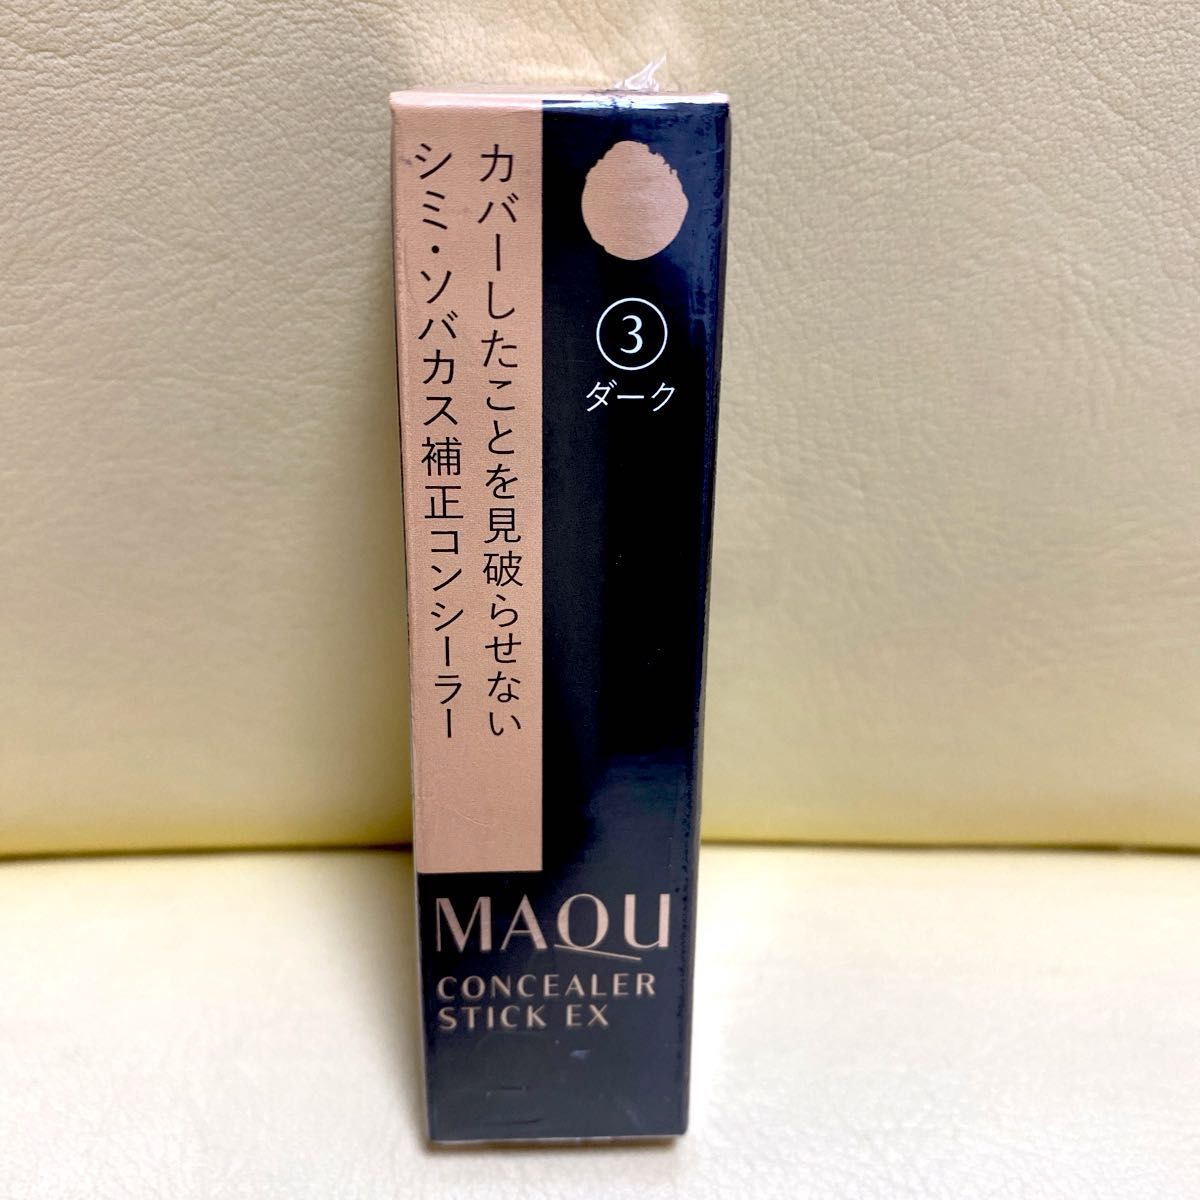 カバーしたことを見破らせない
シミ・ソバカス補正コンシーラー
3
ダーク
MAQU
CONCEALER
STICK EX